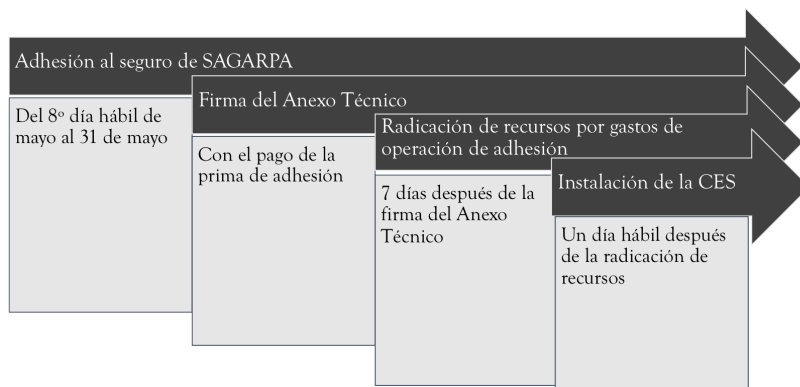 Adhesión al seguro de SAGARPA
Del 8º día hábil de
mayo al 31 de mayo
Firma del Anexo Técnico
Con el pago de la
prima de adhesión
Radicación de recursos por gastos de
operación de adhesión
7 días después de la
firma del Anexo
Técnico
Instalación de la CES
Un día hábil después
de la radicación de
recursos